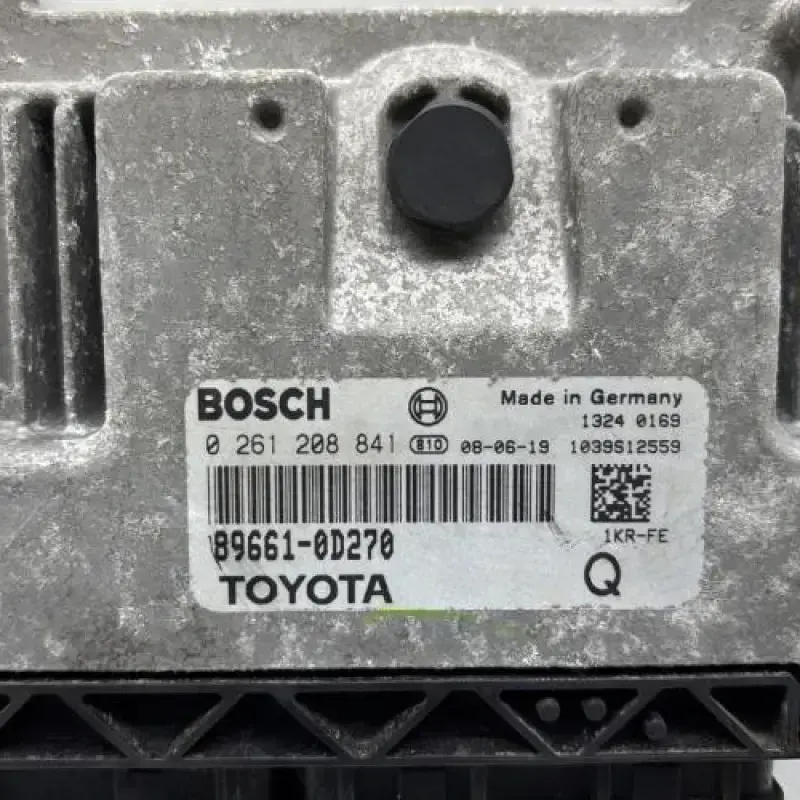 BOSCH Made in Germany
1324 0169
0 261 208 841 810 08-06-19 1039S12559
89661-0D270 1KR-FE
TOYOTA Q